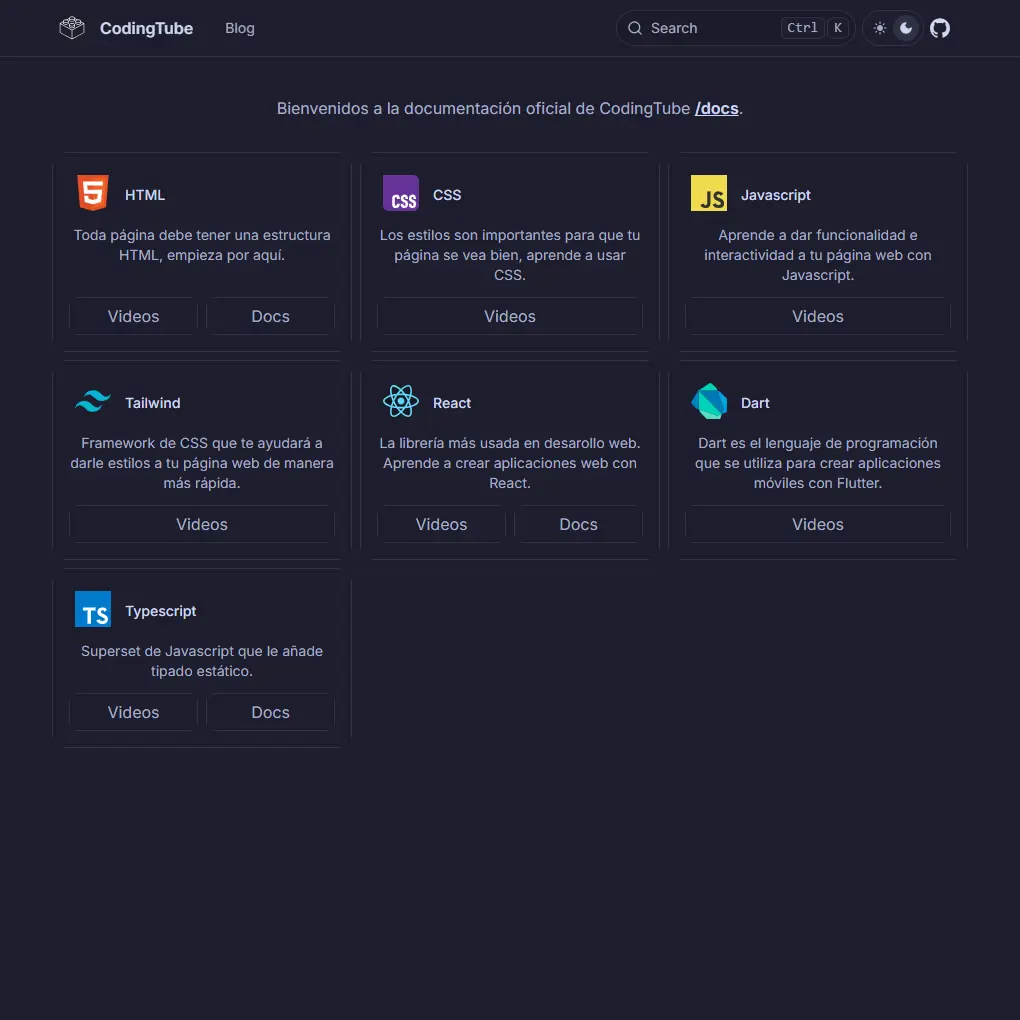 CodingTube Blog Search Ctrl K
Bienvenidos a la documentación oficial de CodingTube /docs.
HTML
Toda página debe tener una estructura
HTML, empieza por aquí.
Videos Docs
CSS
CSS
Los estilos son importantes para que tu
página se vea bien, aprende a usar
CSS.
Videos
JS
Javascript
Aprende a dar funcionalidad e
interactividad a tu página web con
Javascript.
Videos
Tailwind
Framework de CSS que te ayudará a
darle estilos a tu página web de manera
más rápida.
Videos
React
La librería más usada en desarollo web.
Aprende a crear aplicaciones web con
React.
Videos Docs
Dart
Dart es el lenguaje de programación
que se utiliza para crear aplicaciones
móviles con Flutter.
Videos
TS
Typescript
Superset de Javascript que le añade
tipado estático.
Videos Docs